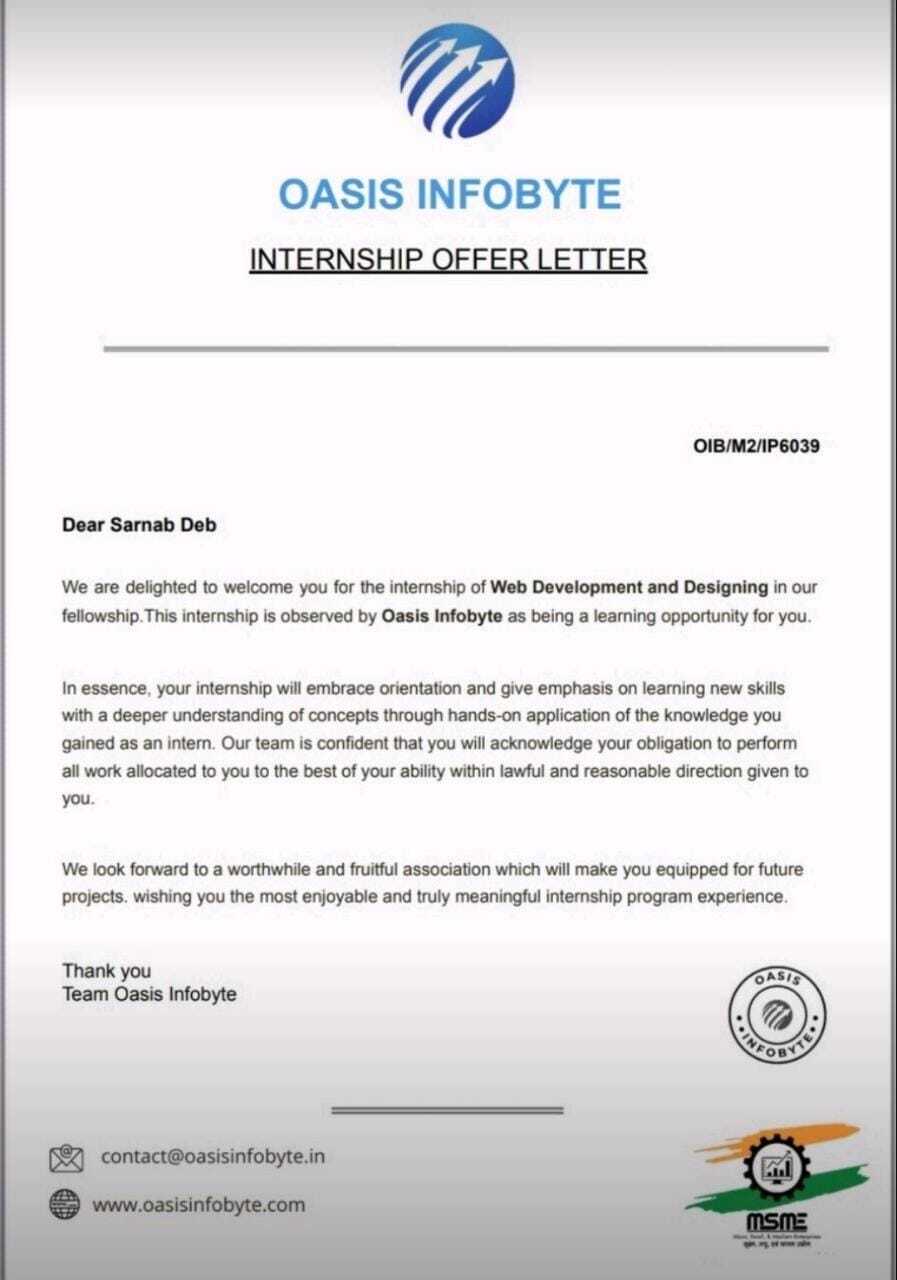 OASIS INFOBYTE
INTERNSHIP OFFER LETTER
OIB/M2/IP6039
Dear Sarnab Deb
We are delighted to welcome you for the internship of Web Development and Designing in our
fellowship.This internship is observed by Oasis Infobyte as being a learning opportunity for you.
In essence, your internship will embrace orientation and give emphasis on learning new skills
with a deeper understanding of concepts through hands-on application of the knowledge you
gained as an intern. Our team is confident that you will acknowledge your obligation to perform
all work allocated to you to the best of your ability within lawful and reasonable direction given to
you.
We look forward to a worthwhile and fruitful association which will make you equipped for future
projects. wishing you the most enjoyable and truly meaningful internship program experience.
Thank you
Team Oasis Infobyte
OASIS
INFOBYTE
contact@oasisinfobyte.in
www.oasisinfobyte.com
MSME